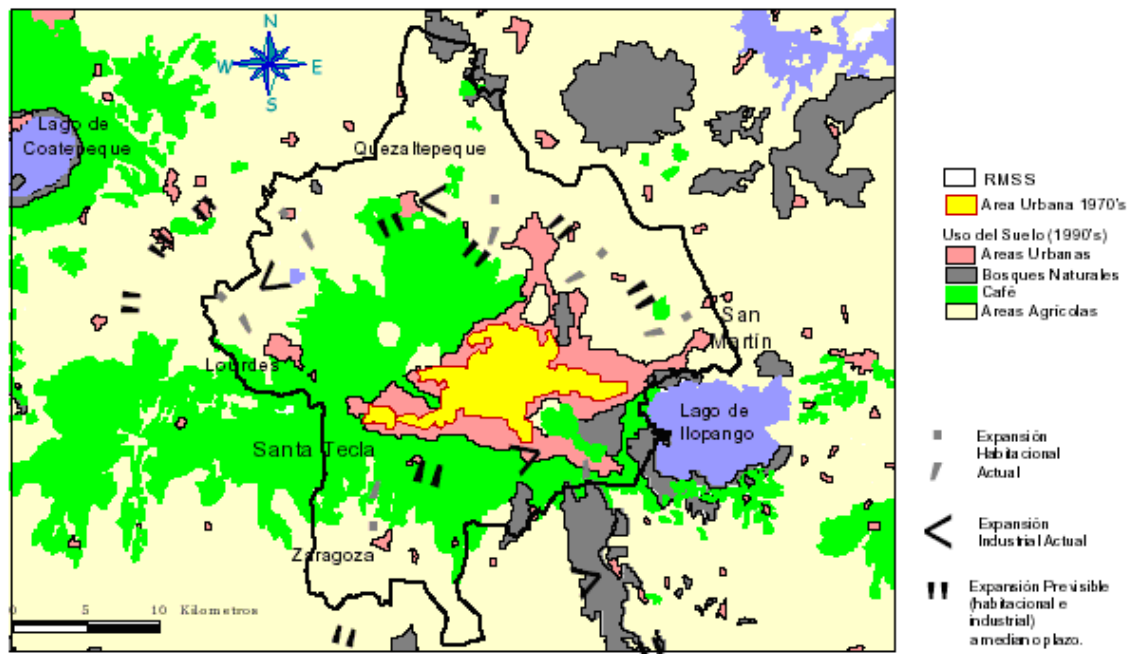 N
W E
S
Lago de
Coatepeque
Quezaltepeque
San
Martín
Lourdes
Lago de
Ilopango
Santa Tecla
Zaragoza
0 5 10 Kilometros
RMSS
Area Urbana 1970's
Uso del Suelo (1990's)
Areas Urbanas
Bosques Naturales
Café
Areas Agrícolas
Expansión
Habitacional
Actual
Expansión
Industrial Actual
Expansión Previsible
(habitacional e
industrial)
a mediano plazo.